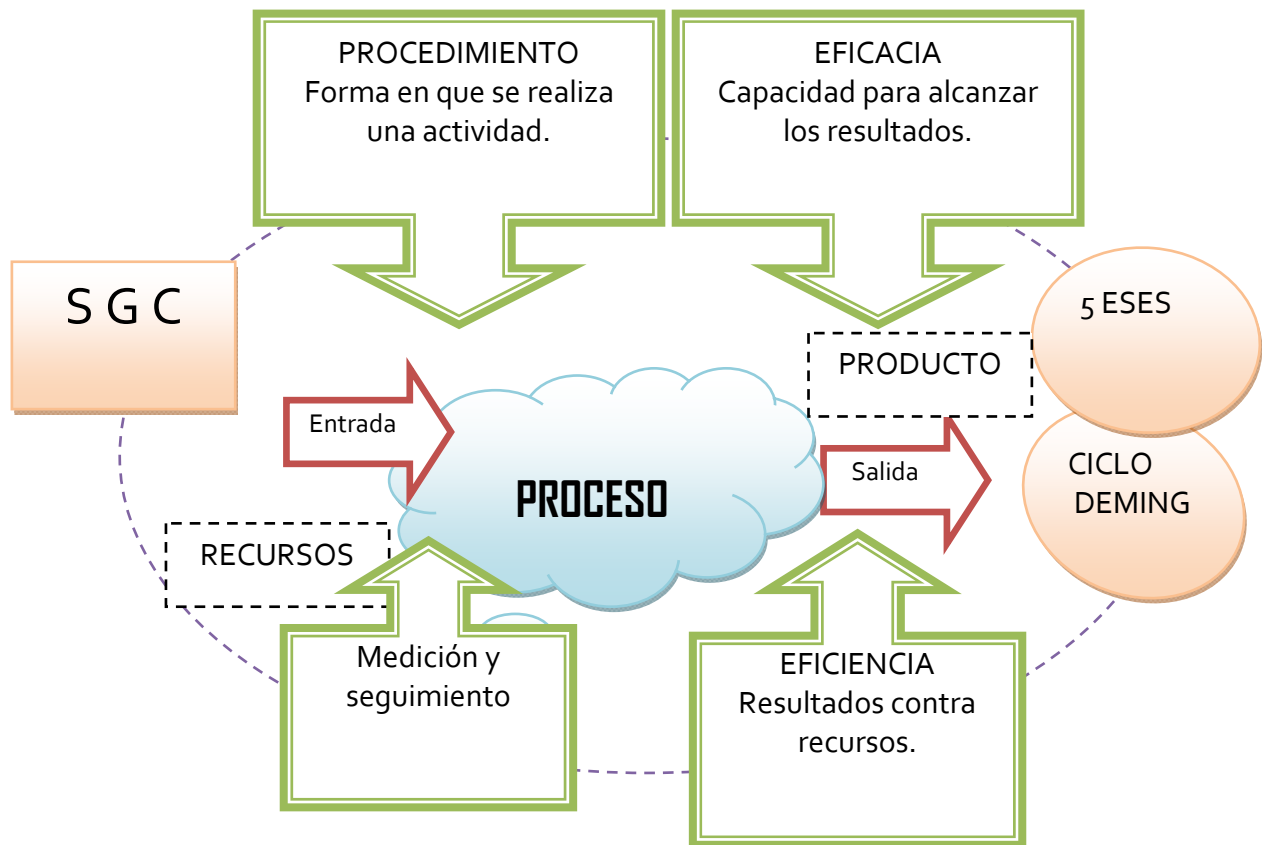 PROCEDIMIENTO
Forma en que se realiza
una actividad.
EFICACIA
Capacidad para alcanzar
los resultados.
S G C
5 ESES
PRODUCTO
Entrada
Salida
CICLO
DEMING
PROCESO
RECURSOS
Medición y
seguimiento
EFICIENCIA
Resultados contra
recursos.